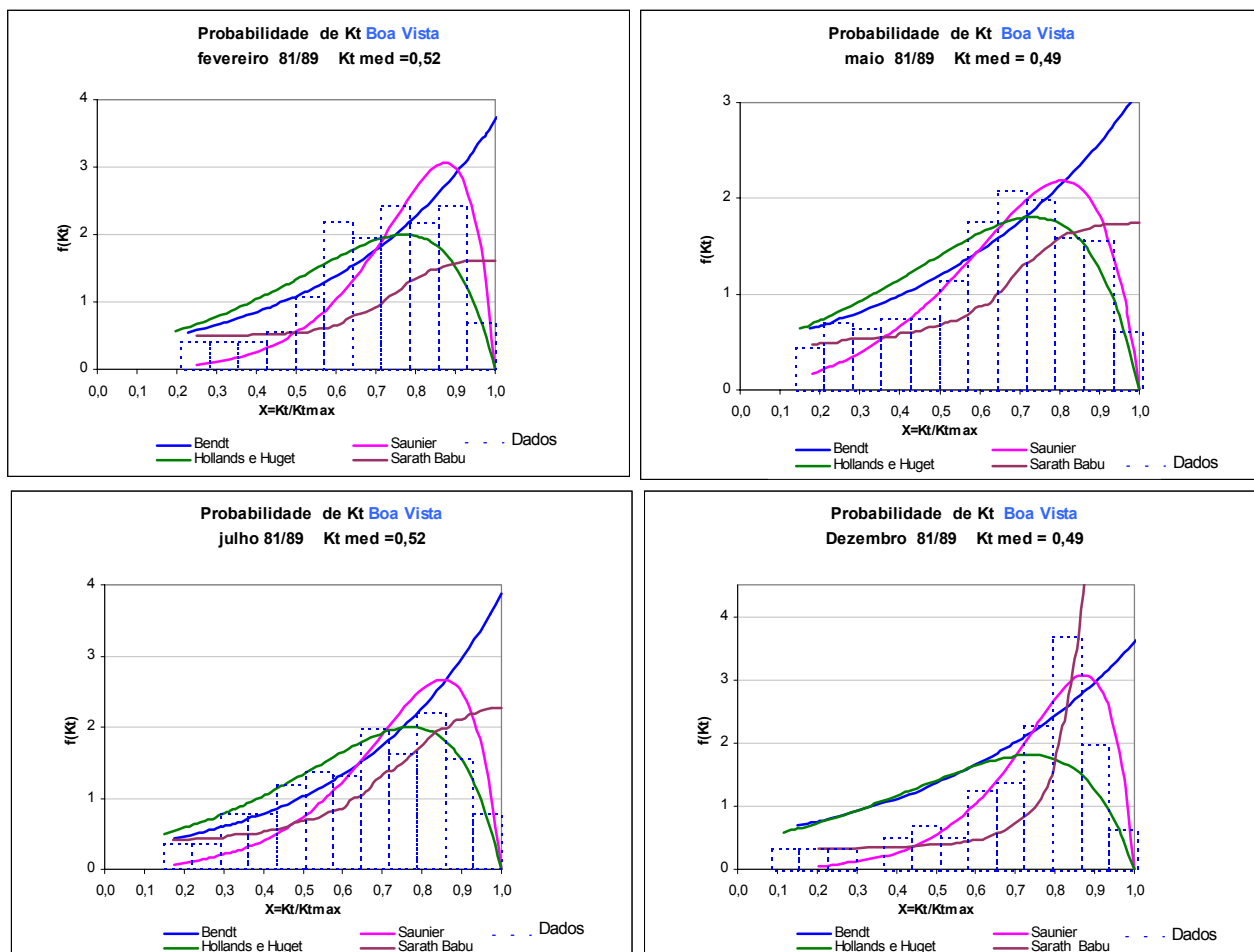 Probabilidade de Kt Boa Vista
fevereiro 81/89 Kt med =0,52
4
3
2
1
0
f(Kt)
0,0 0,1 0,2 0,3 0,4 0,5 0,6 0,7 0,8 0,9 1,0
X=Kt/Ktmax
Bendt Saunier Dados
Hollands e Huget Sarath Babu
Probabilidade de Kt Boa Vista
maio 81/89 Kt med = 0,49
3
2
1
0
f(Kt)
0,0 0,1 0,2 0,3 0,4 0,5 0,6 0,7 0,8 0,9 1,0
X=Kt/Ktmax
Bendt Saunier
Hollands e Huget Sarath Babu Dados
Probabilidade de Kt Boa Vista
julho 81/89 Kt med =0,52
4
3
2
1
0
f(Kt)
0,0 0,1 0,2 0,3 0,4 0,5 0,6 0,7 0,8 0,9 1,0
X=Kt/Ktmax
Bendt Saunier Dados
Hollands e Huget Sarath Babu
Probabilidade de Kt Boa Vista
Dezembro 81/89 Kt med = 0,49
4
3
2
1
0
f(Kt)
0,0 0,1 0,2 0,3 0,4 0,5 0,6 0,7 0,8 0,9 1,0
X=Kt/Ktmax
Bendt Saunier Dados
Hollands e Huget Sarath Babu